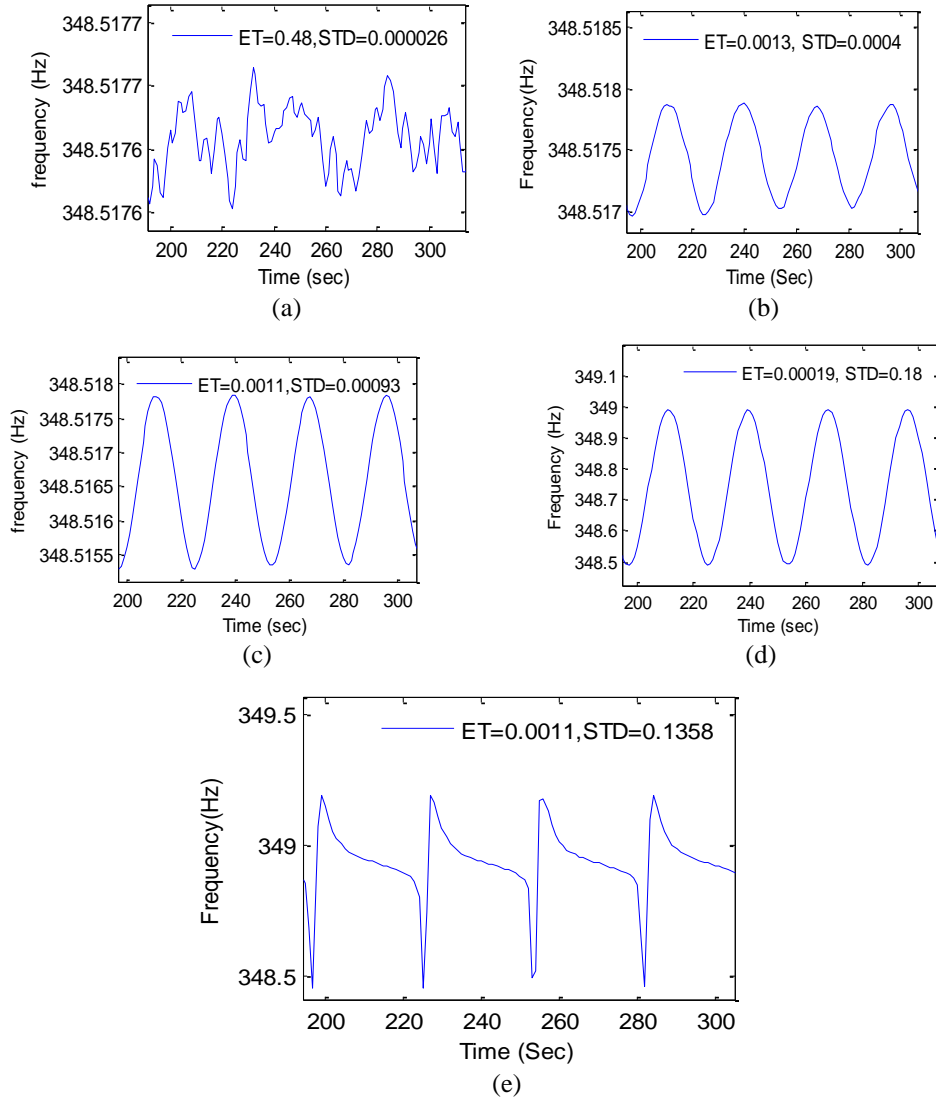 348.5177
348.5177
348.5176
348.5176
frequency (Hz)
ET=0.48,STD=0.000026
200 220 240 260 280 300
Time (sec)
(a)
348.5185
348.518
348.5175
348.517
Frequency(Hz)
ET=0.0013, STD=0.0004
200 220 240 260 280 300
Time (Sec)
(b)
348.518
348.5175
348.517
348.5165
348.516
348.5155
frequency (Hz)
ET=0.0011,STD=0.00093
200 220 240 260 280 300
Time (sec)
(c)
349.1
349
348.9
348.8
348.7
348.6
348.5
Frequency (Hz)
ET=0.00019, STD=0.18
200 220 240 260 280 300
Time (sec)
(d)
349.5
349
348.5
Frequency(Hz)
ET=0.0011,STD=0.1358
200 220 240 260 280 300
Time (Sec)
(e)